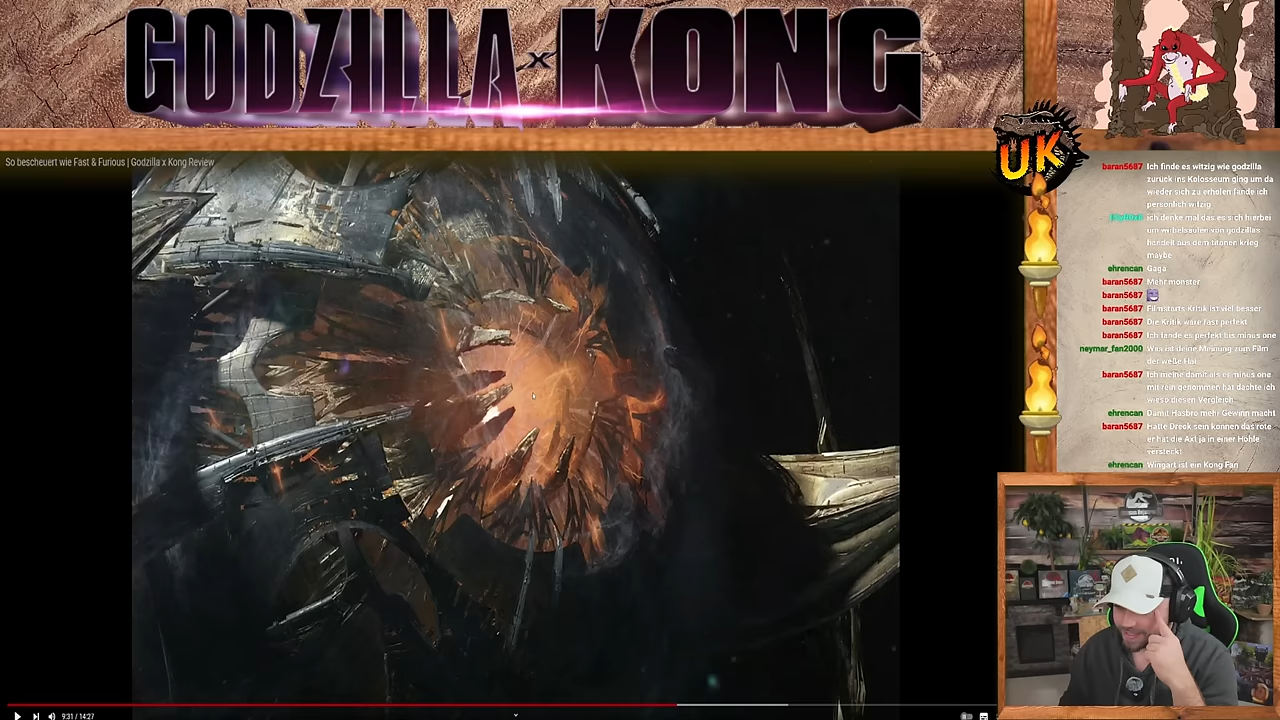 GODZILLA x KONG
UK
So bescheuert wie Fast & Furious | Godzilla x Kong Review
baran5687 Ich finde es witzig wie godzilla
zurück ins Kolosseum ging um da
wieder sich zu erholen fände ich
persönlich witzig
ich denke mal das es sich hierbei
um wirbelsäulen von godzillas
handelt aus dem titanen krieg
maybe
ehrencan Gaga
baran5687 Mehr monster
baran5687
baran5687 Filmstarts Kritik ist viel besser
baran5687 Die Kritik wäre fast perfekt
baran5687 Ich fande es perfekt bis minus one
neymar_fan2000 Was ist deine Meinung zum Film
der weiße Hai
baran5687 Ich meine damit als er minus one
mit rein genommen hat dachte ich
wieso diesen Vergleich
ehrencan Damit Hasbro mehr Gewinn macht
baran5687 Hätte Dreck sein können das rote
er hat die Axt ja in einer Höhle
versteckt
ehrencan Wingart ist ein Kong Fan
9:31 / 14:27